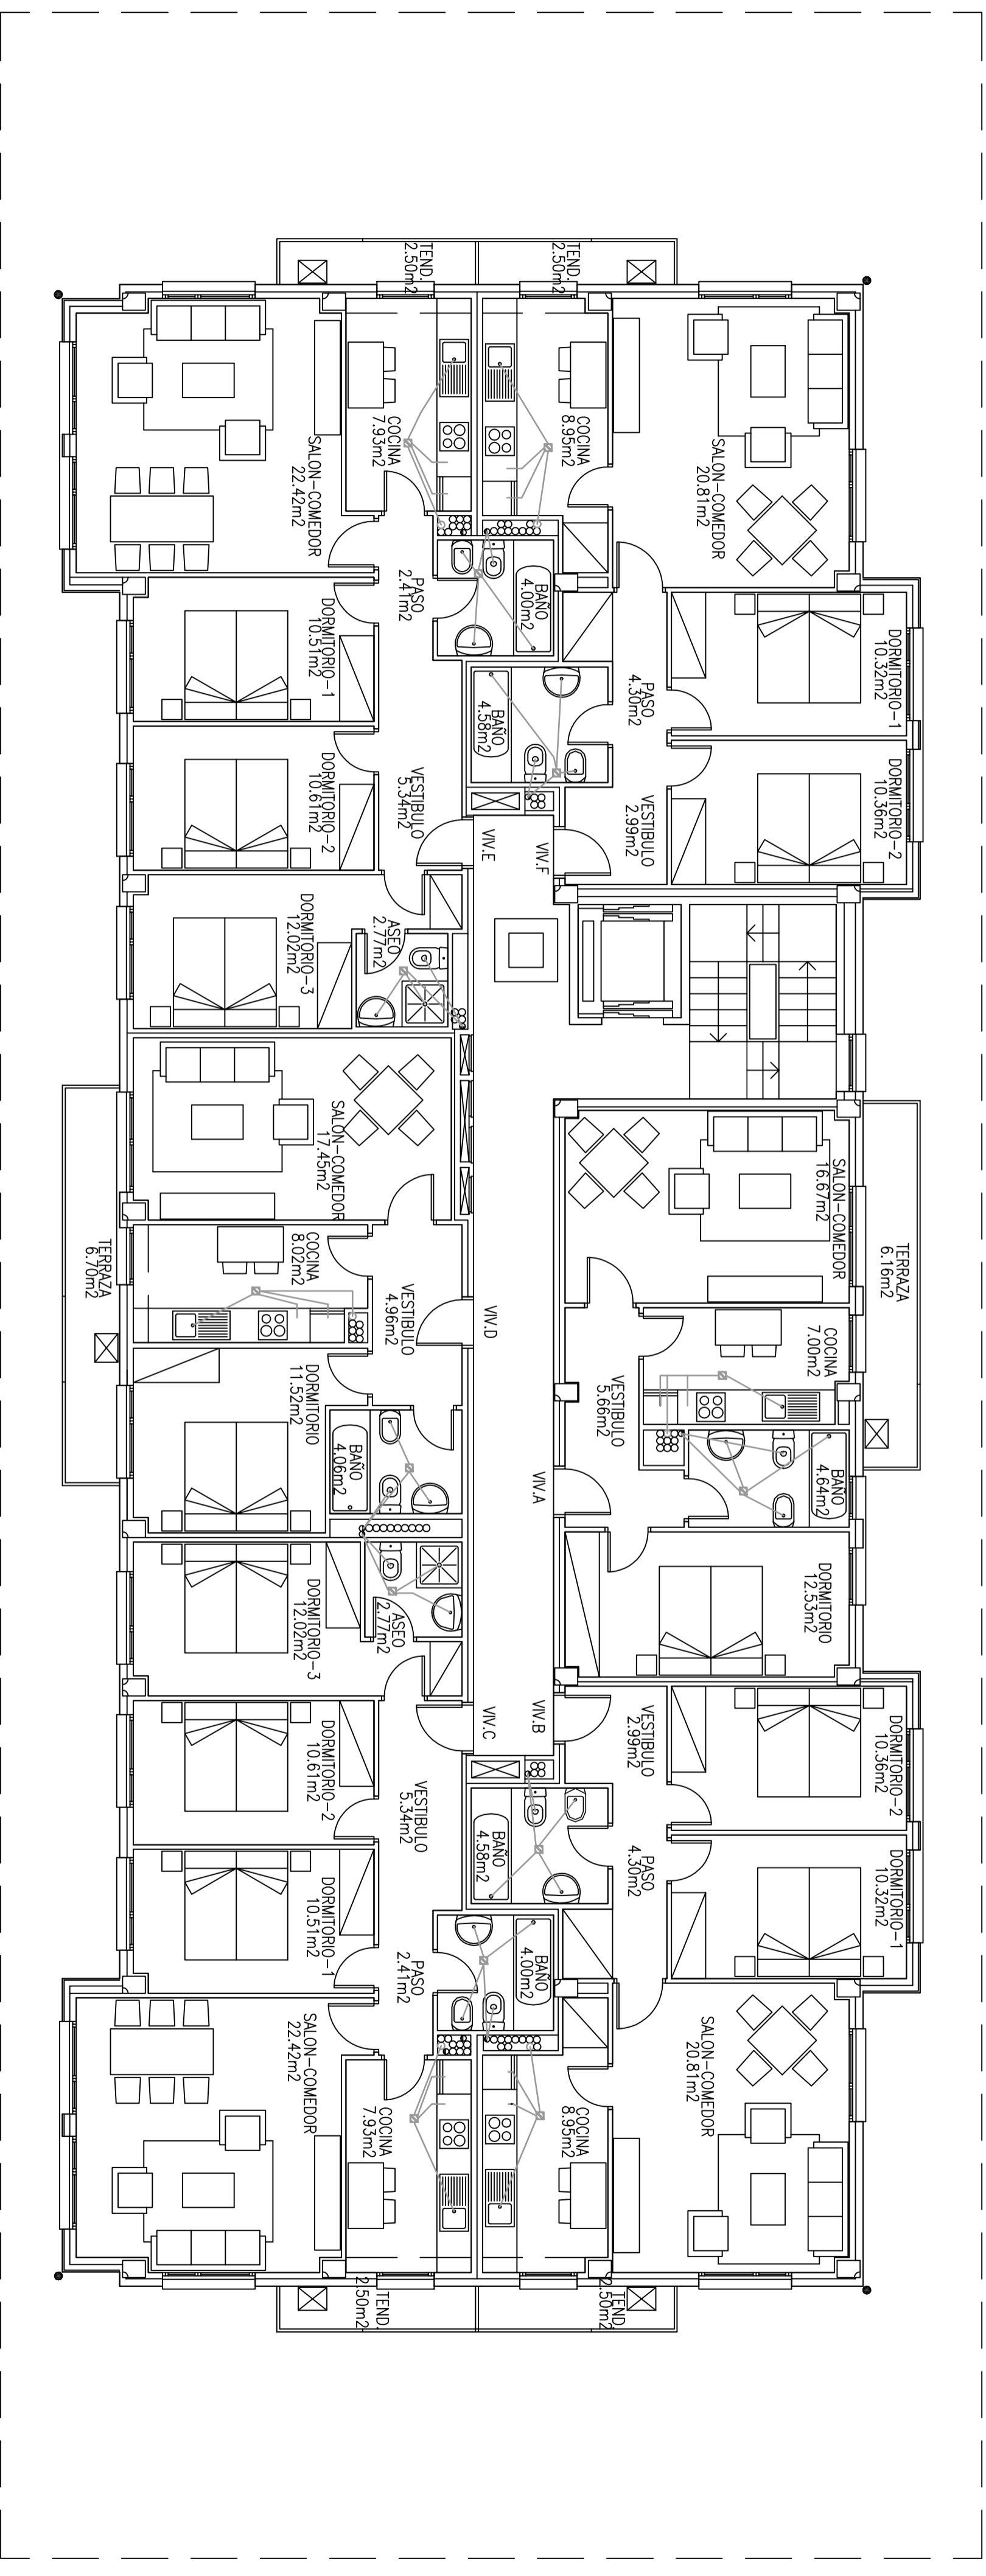 TEND.
2.50m2
TEND.
2.50m2
COCINA
7.93m2
COCINA
8.95m2
SALON-COMEDOR
22.42m2
SALON-COMEDOR
20.81m2
PASO
2.41m2
BAÑO
4.00m2
DORMITORIO-1
10.51m2
DORMITORIO-1
10.32m2
PASO
4.30m2
BAÑO
4.58m2
DORMITORIO-2
10.61m2
VESTIBULO
5.34m2
VESTIBULO
2.99m2
DORMITORIO-2
10.36m2
VIV.E
VIV.F
DORMITORIO-3
12.02m2
ASEO
2.77m2
SALON-COMEDOR
17.45m2
SALON-COMEDOR
16.67m2
TERRAZA
6.70m2
COCINA
8.02m2
VESTIBULO
4.96m2
VIV.D
TERRAZA
6.16m2
COCINA
7.00m2
VESTIBULO
5.66m2
DORMITORIO
11.52m2
BAÑO
4.06m2
VIV.A
BAÑO
4.64m2
DORMITORIO
12.53m2
DORMITORIO-3
12.02m2
ASEO
2.77m2
VIV.C
VIV.B
VESTIBULO
2.99m2
DORMITORIO-2
10.36m2
DORMITORIO-2
10.61m2
VESTIBULO
5.34m2
BAÑO
4.58m2
PASO
4.30m2
DORMITORIO-1
10.32m2
DORMITORIO-1
10.51m2
PASO
2.41m2
BAÑO
4.00m2
SALON-COMEDOR
22.42m2
SALON-COMEDOR
20.81m2
COCINA
7.93m2
COCINA
8.95m2
TEND.
2.50m2
TEND.
2.50m2